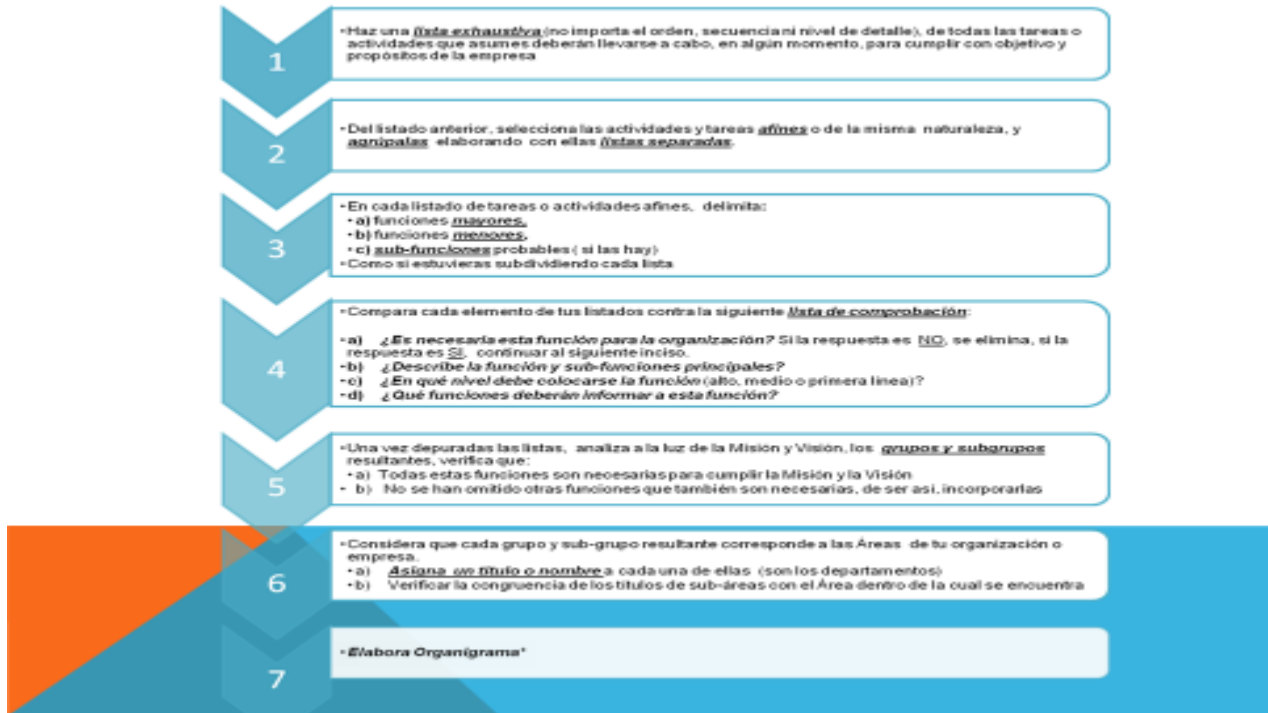 1
•Haz una lista exhaustiva (no importa el orden, secuencia ni nivel de detalle), de todas las tareas o
actividades que asumes deberán llevarse a cabo, en algún momento, para cumplir con objetivo y
propósitos de la empresa
2
•Del listado anterior, selecciona las actividades y tareas afines o de la misma naturaleza, y
agrúpalas elaborando con ellas listas separadas.
3
•En cada listado de tareas o actividades afines, delimita:
•a) funciones mayores,
•b) funciones menores,
•c) sub-funciones probables ( si las hay)
•Como si estuvieras subdividiendo cada lista
4
•Compara cada elemento de tus listados contra la siguiente lista de comprobación:
•a) ¿Es necesaria esta función para la organización? Si la respuesta es NO, se elimina, si la
respuesta es SI, continuar al siguiente inciso.
•b) ¿Describe la función y sub-funciones principales?
•c) ¿En qué nivel debe colocarse la función (alto, medio o primera línea)?
•d) ¿Qué funciones deberán informar a esta función?
5
•Una vez depuradas las listas, analiza a la luz de la Misión y Visión, los grupos y subgrupos
resultantes, verifica que:
•a) Todas estas funciones son necesarias para cumplir la Misión y la Visión
•b) No se han omitido otras funciones que también son necesarias, de ser así, incorporarlas
6
•Considera que cada grupo y sub-grupo resultante corresponde a las Áreas de tu organización o
empresa.
•a) Asigna un título o nombre a cada una de ellas (son los departamentos)
•b) Verificar la congruencia de los títulos de sub-áreas con el Área dentro de la cual se encuentra
7
•Elabora Organigrama*